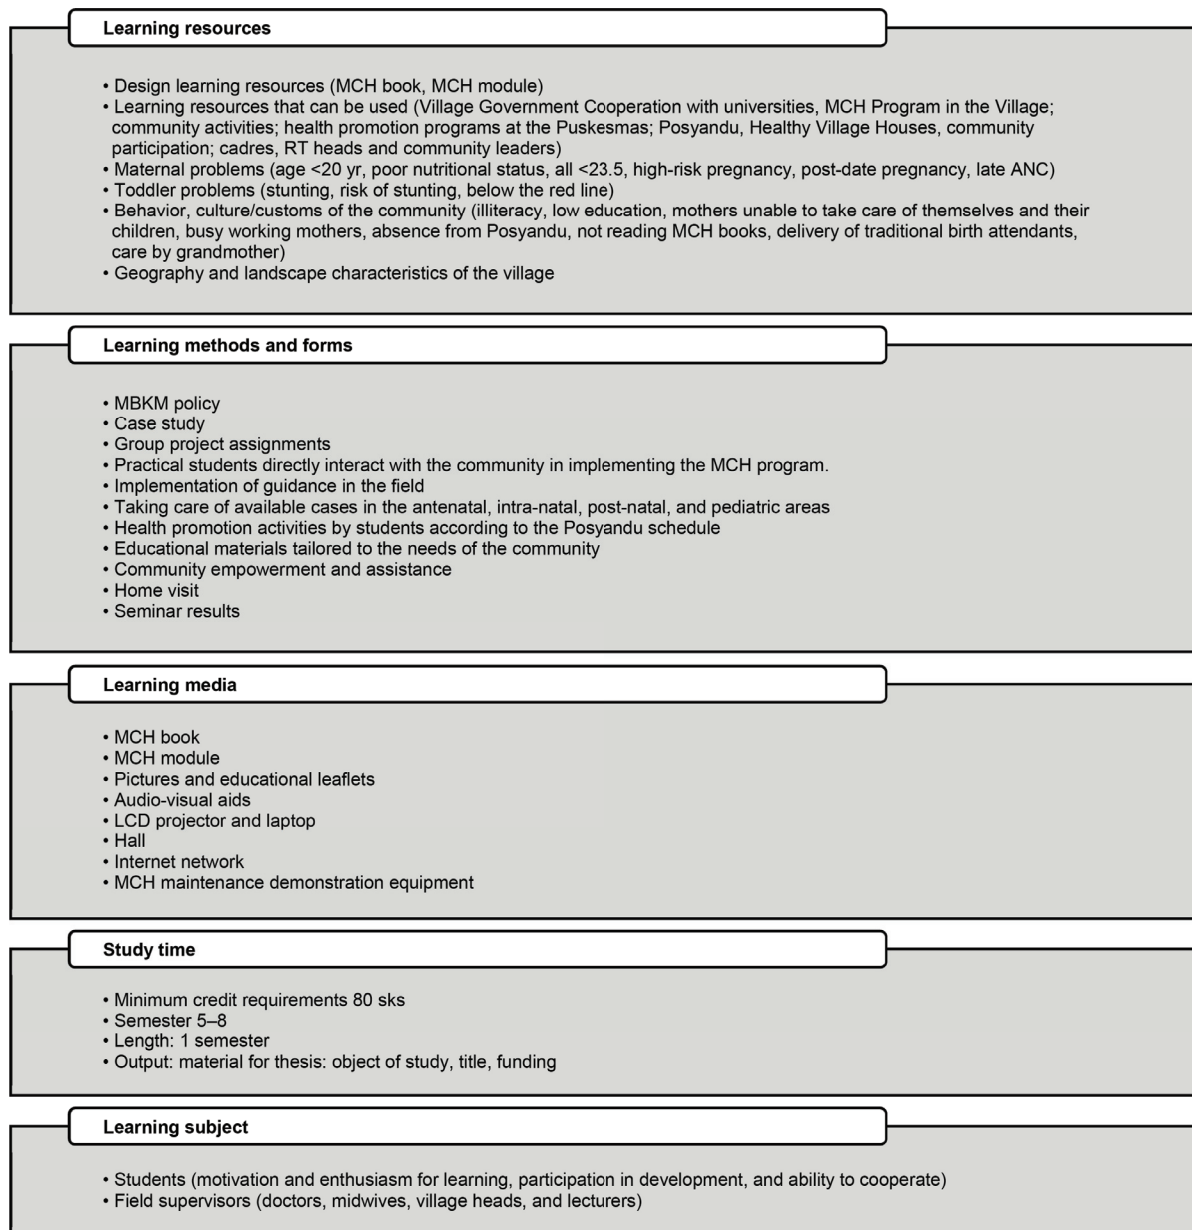 Learning resources
• Design learning resources (MCH book, MCH module)
• Learning resources that can be used (Village Government Cooperation with universities, MCH Program in the Village;
community activities; health promotion programs at the Puskesmas; Posyandu, Healthy Village Houses, community
participation; cadres, RT heads and community leaders)
• Maternal problems (age <20 yr, poor nutritional status, all <23.5, high-risk pregnancy, post-date pregnancy, late ANC)
• Toddler problems (stunting, risk of stunting, below the red line)
• Behavior, culture/customs of the community (illiteracy, low education, mothers unable to take care of themselves and their
children, busy working mothers, absence from Posyandu, not reading MCH books, delivery of traditional birth attendants,
care by grandmother)
• Geography and landscape characteristics of the village
Learning methods and forms
• MBKM policy
• Case study
• Group project assignments
• Practical students directly interact with the community in implementing the MCH program.
• Implementation of guidance in the field
• Taking care of available cases in the antenatal, intra-natal, post-natal, and pediatric areas
• Health promotion activities by students according to the Posyandu schedule
• Educational materials tailored to the needs of the community
• Community empowerment and assistance
• Home visit
• Seminar results
Learning media
• MCH book
• MCH module
• Pictures and educational leaflets
• Audio-visual aids
• LCD projector and laptop
• Hall
• Internet network
• MCH maintenance demonstration equipment
Study time
• Minimum credit requirements 80 sks
• Semester 5–8
• Length: 1 semester
• Output: material for thesis: object of study, title, funding
Learning subject
• Students (motivation and enthusiasm for learning, participation in development, and ability to cooperate)
• Field supervisors (doctors, midwives, village heads, and lecturers)